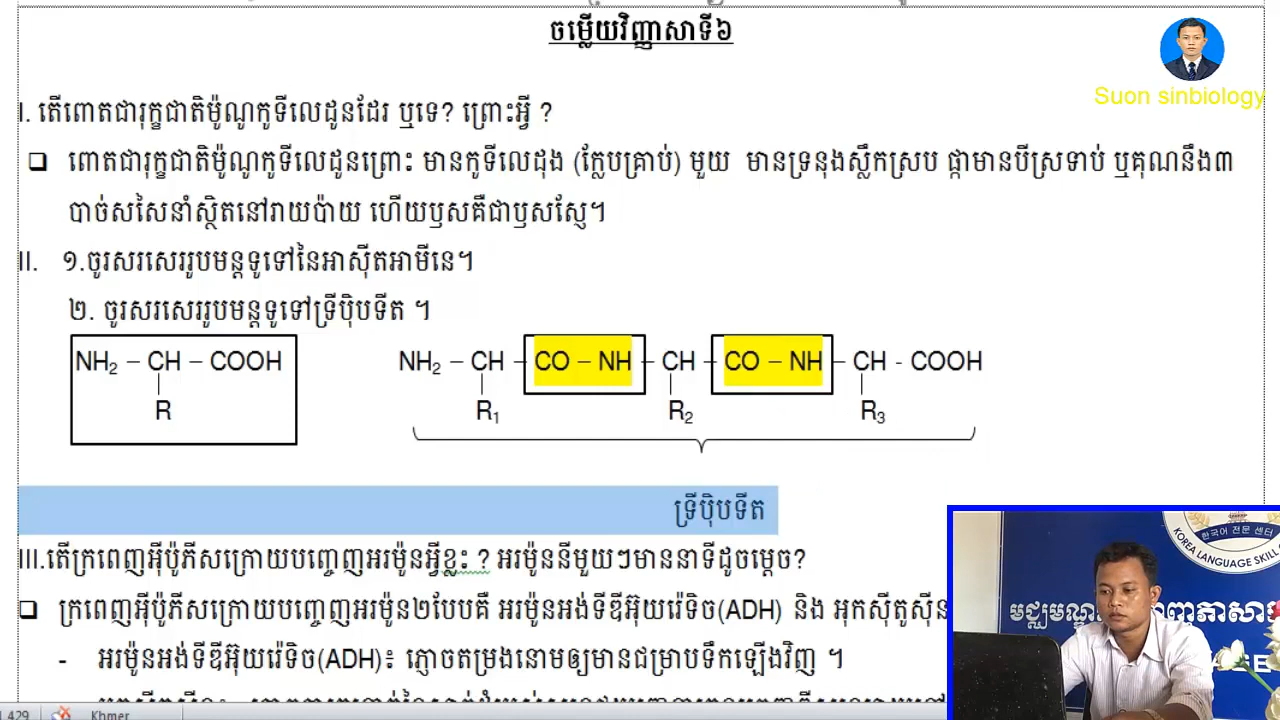 ចម្លើយវិញ្ញាសាទី៦
Suon sinbiology
I. តើពោតជារុក្ខជាតិម៉ូណូកូទីលេដូនដែរ ឬទេ? ព្រោះអ្វី ?
ពោតជារុក្ខជាតិម៉ូណូកូទីលេដូនព្រោះ មានកូទីលេដុង (ក្លែបគ្រាប់) មួយ មានទ្រនុងស្លឹកស្រប ផ្កាមានបីស្រទាប់ ឬគុណនឹង៣
បាច់សសៃនាំស្ថិតនៅរាយប៉ាយ ហើយឫសគឺជាឫសស្ញែ។
II. ១.ចូរសរសេររូបមន្តទូទៅនៃអាស៊ីតអាមីនេ។
២. ចូរសរសេររូបមន្តទូទៅទ្រីប៉ិបទីត ។
NH₂ – CH – COOH
R
NH₂ – CH – CO – NH – CH – CO – NH – CH - COOH
R₁ R₂ R₃
ទ្រីប៉ិបទីត
III.តើក្រពេញអ៊ីប៉ូភីសក្រោយបញ្ចេញអរម៉ូនអ្វីខ្លះ ? អរម៉ូននីមួយៗមាននាទីដូចម្តេច?
ក្រពេញអ៊ីប៉ូភីសក្រោយបញ្ចេញអរម៉ូន២បែបគឺ អរម៉ូនអង់ទីឌីអ៊ុយរ៉េទិច(ADH) និង អុកស៊ីតូស៊ីន
- អរម៉ូនអង់ទីឌីអ៊ុយរ៉េទិច(ADH)៖ ភ្ញោចតម្រងនោមឲ្យមានជម្រាបទឹកឡើងវិញ ។
1,429 Khmer
한국어 전문 센터
KOREA LANGUAGE SKILL